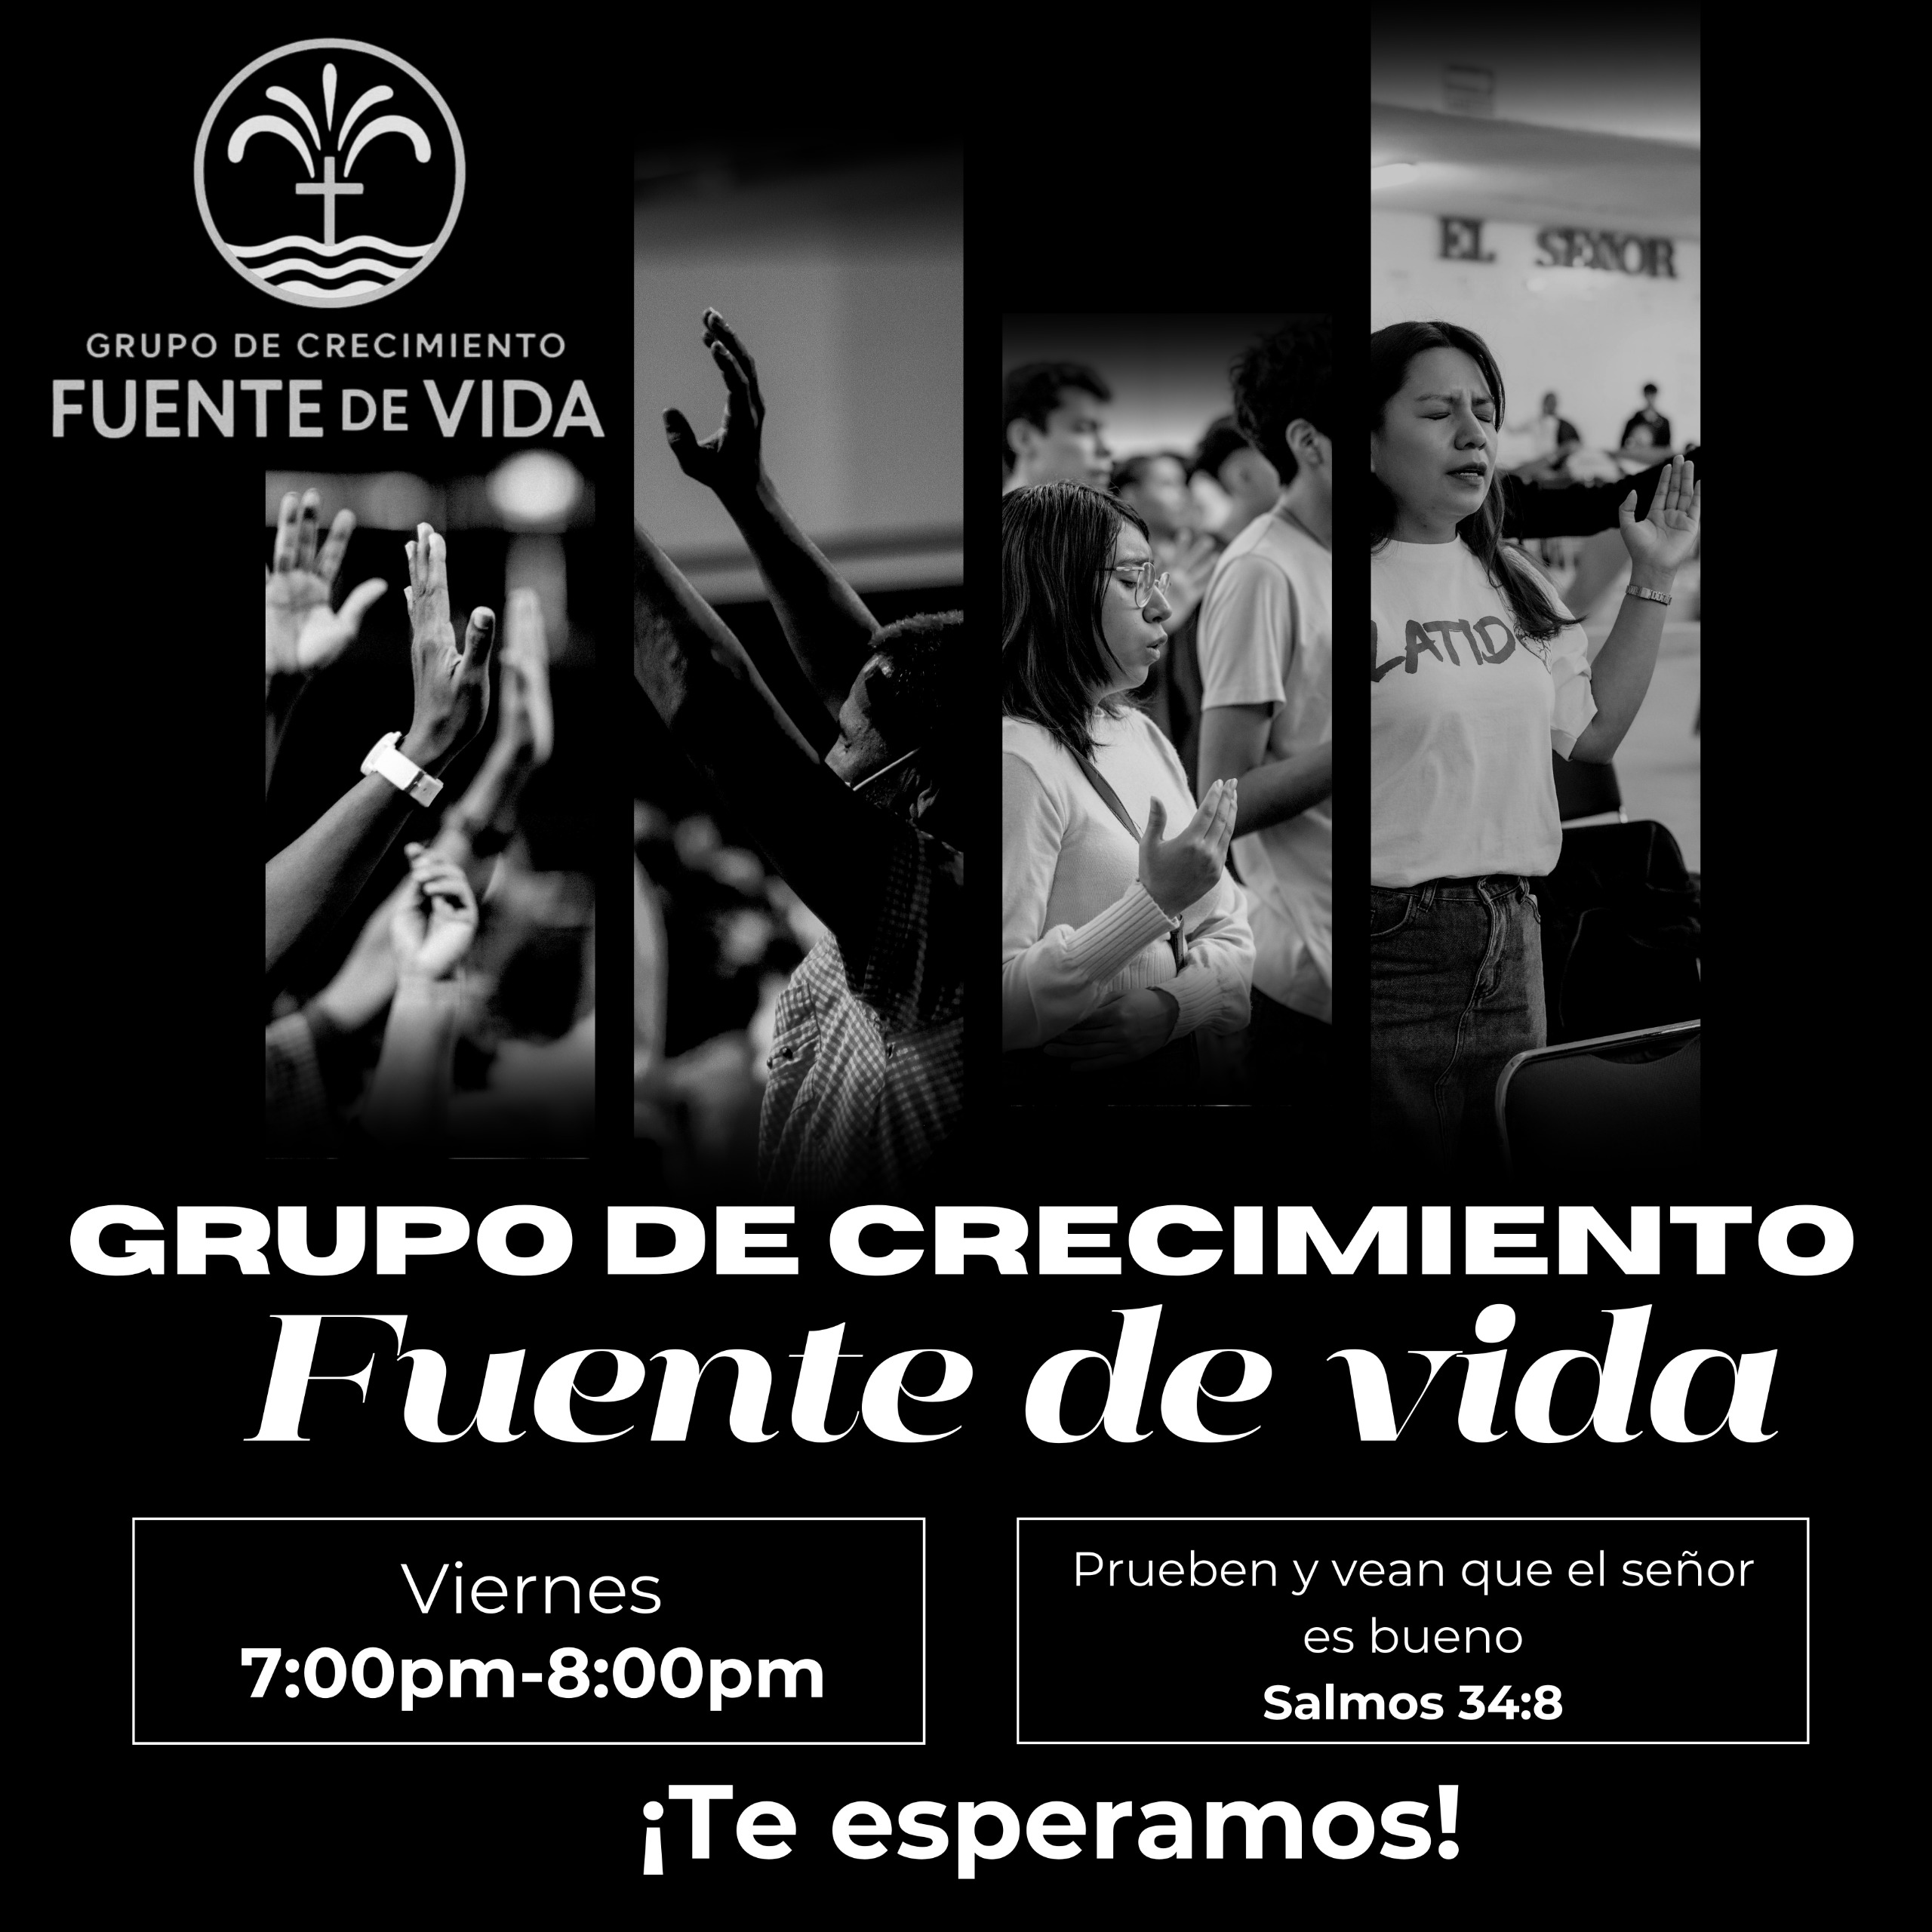 GRUPO DE CRECIMIENTO
FUENTE DE VIDA
EL SEÑOR
LATID
GRUPO DE CRECIMIENTO
Fuente de vida
Viernes
7:00pm-8:00pm
Prueben y vean que el señor
es bueno
Salmos 34:8
¡Te esperamos!